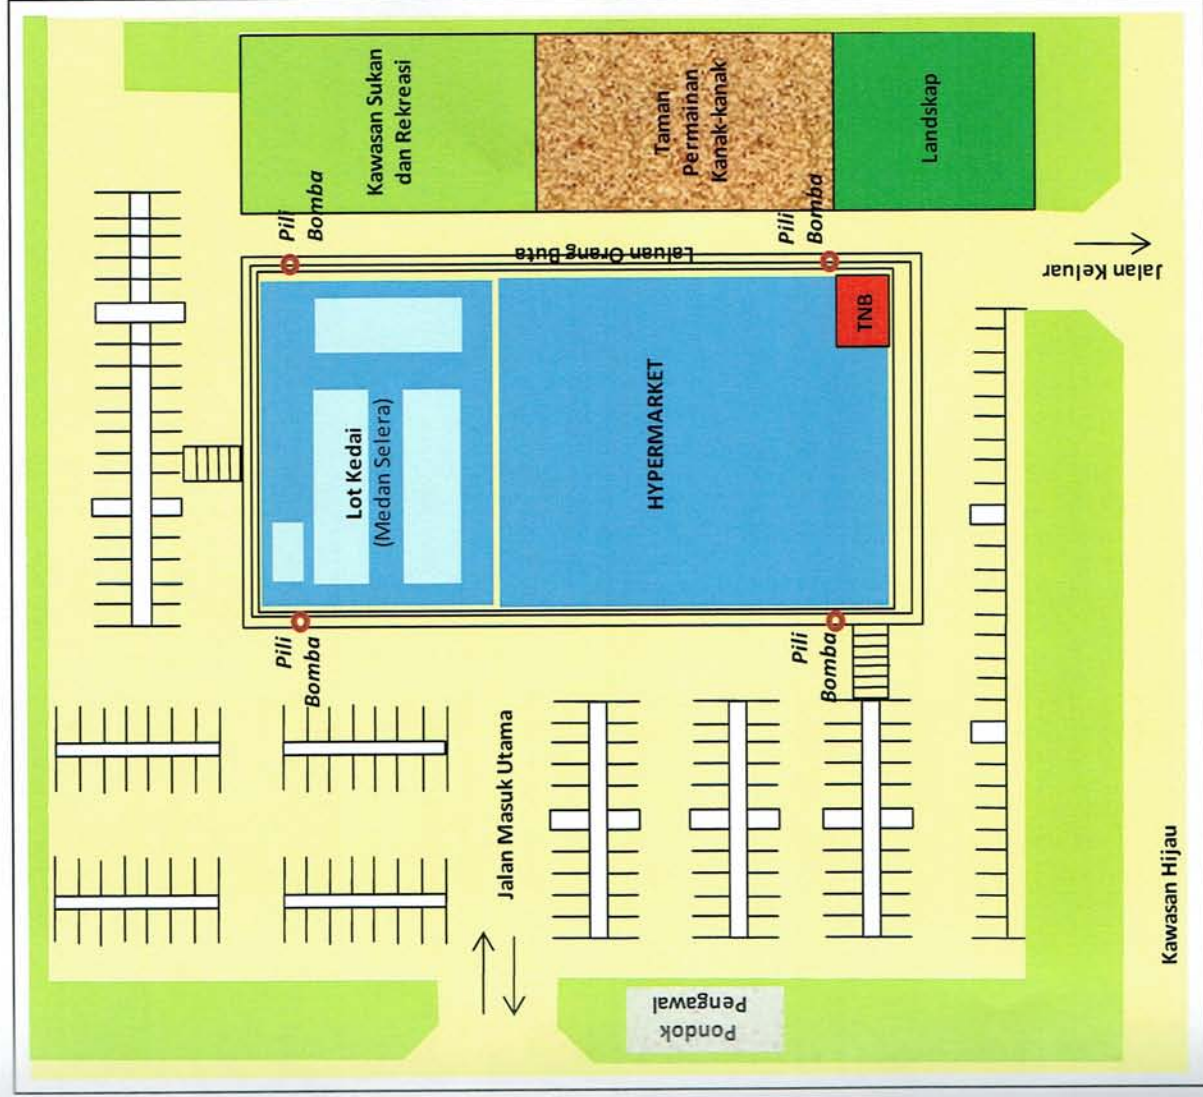 Kawasan Sukan
dan Rekreasi
Taman
Permainan
Kanak-kanak
Landskap
Pili
Bomba
Pili
Bomba
Laluan Orang Buta
Jalan Keluar
TNB
Lot Kedai
(Medan Selera)
HYPERMARKET
Pili
Bomba
Pili
Bomba
Jalan Masuk Utama
Pondok
Pengawal
Kawasan Hijau